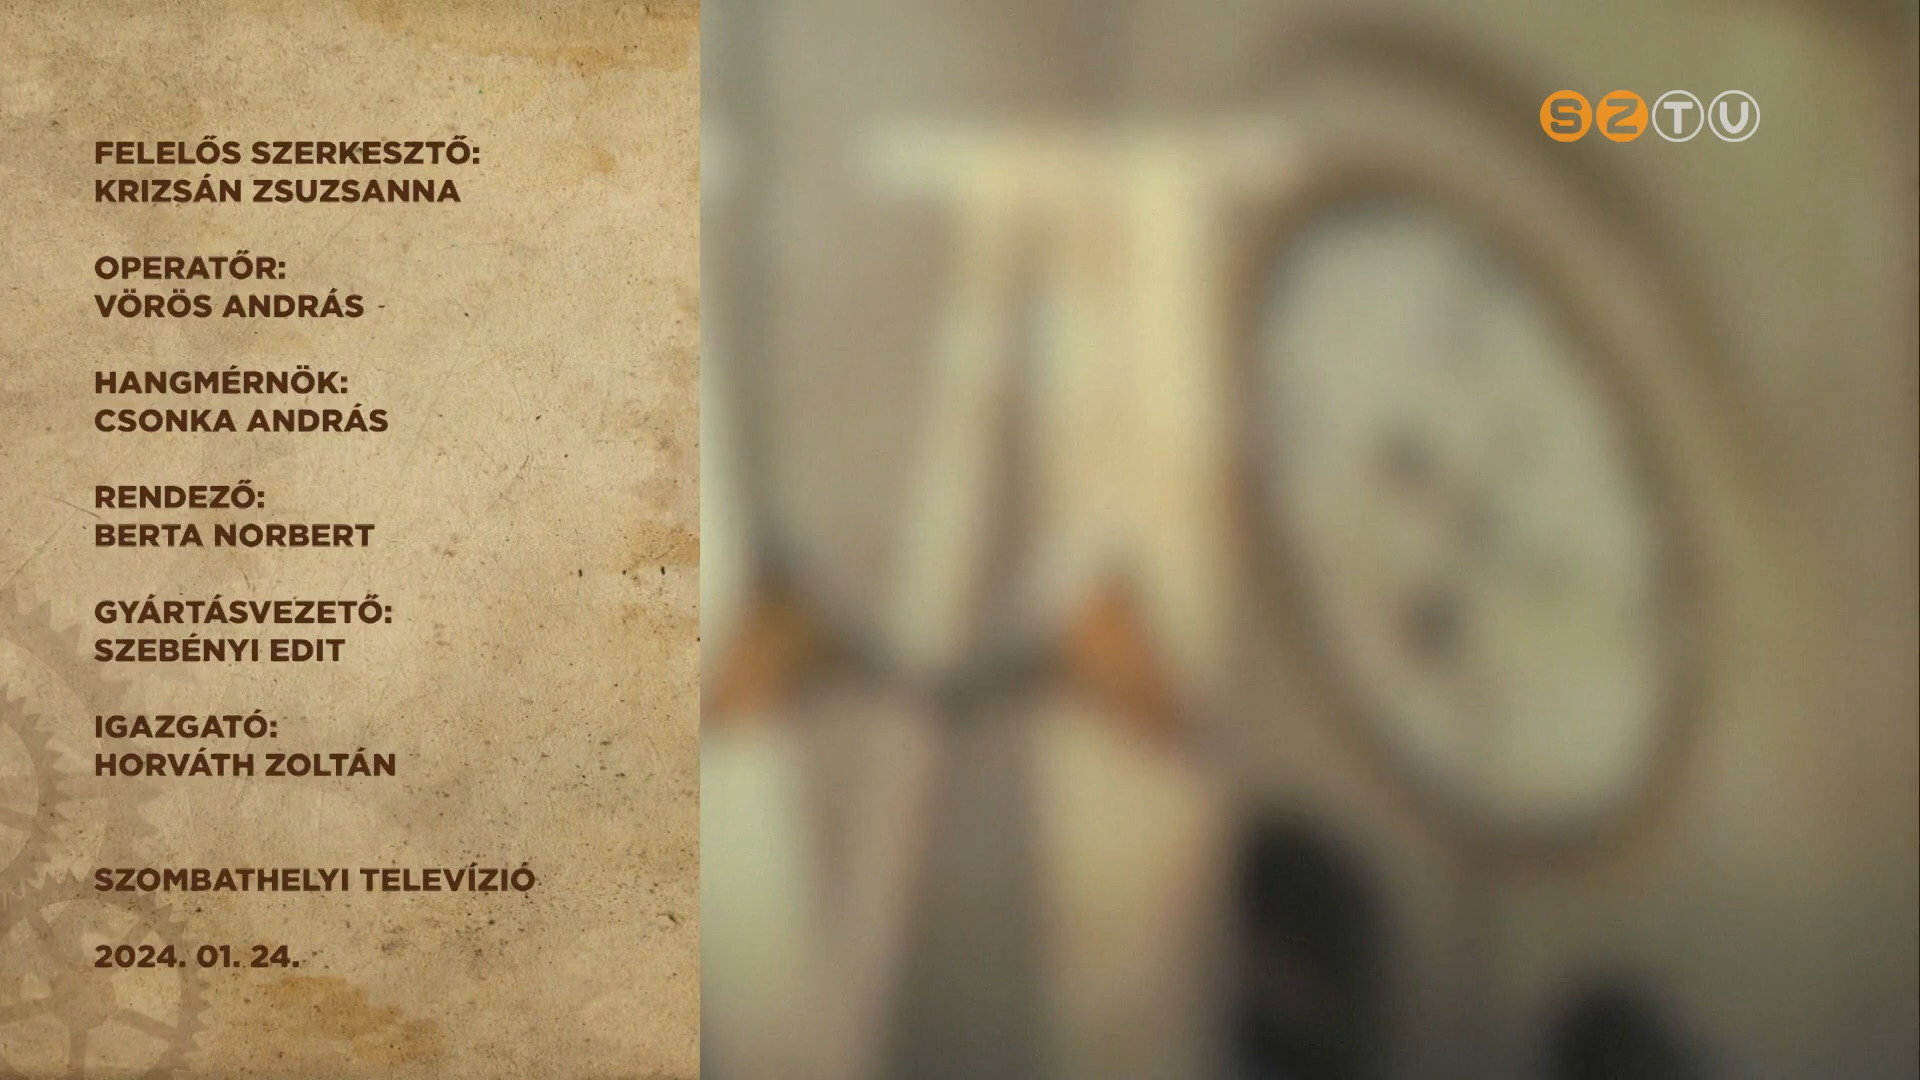 FELELŐS SZERKESZTŐ:
KRIZSÁN ZSUZSANNA
OPERATŐR:
VÖRÖS ANDRÁS
HANGMÉRNÖK:
CSONKA ANDRÁS
RENDEZŐ:
BERTA NORBERT
GYÁRTÁSVEZETŐ:
SZEBÉNYI EDIT
IGAZGATÓ:
HORVÁTH ZOLTÁN
SZOMBATHELYI TELEVÍZIÓ
2024. 01. 24.
SZTU